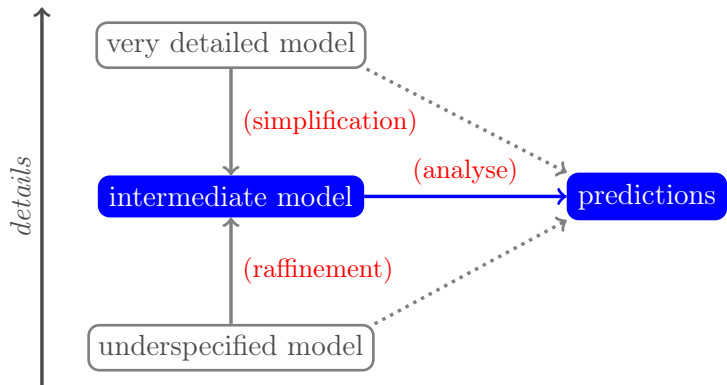 very detailed model
(simplification)
(analyse)
details
intermediate model
predictions
(raffinement)
underspecified model